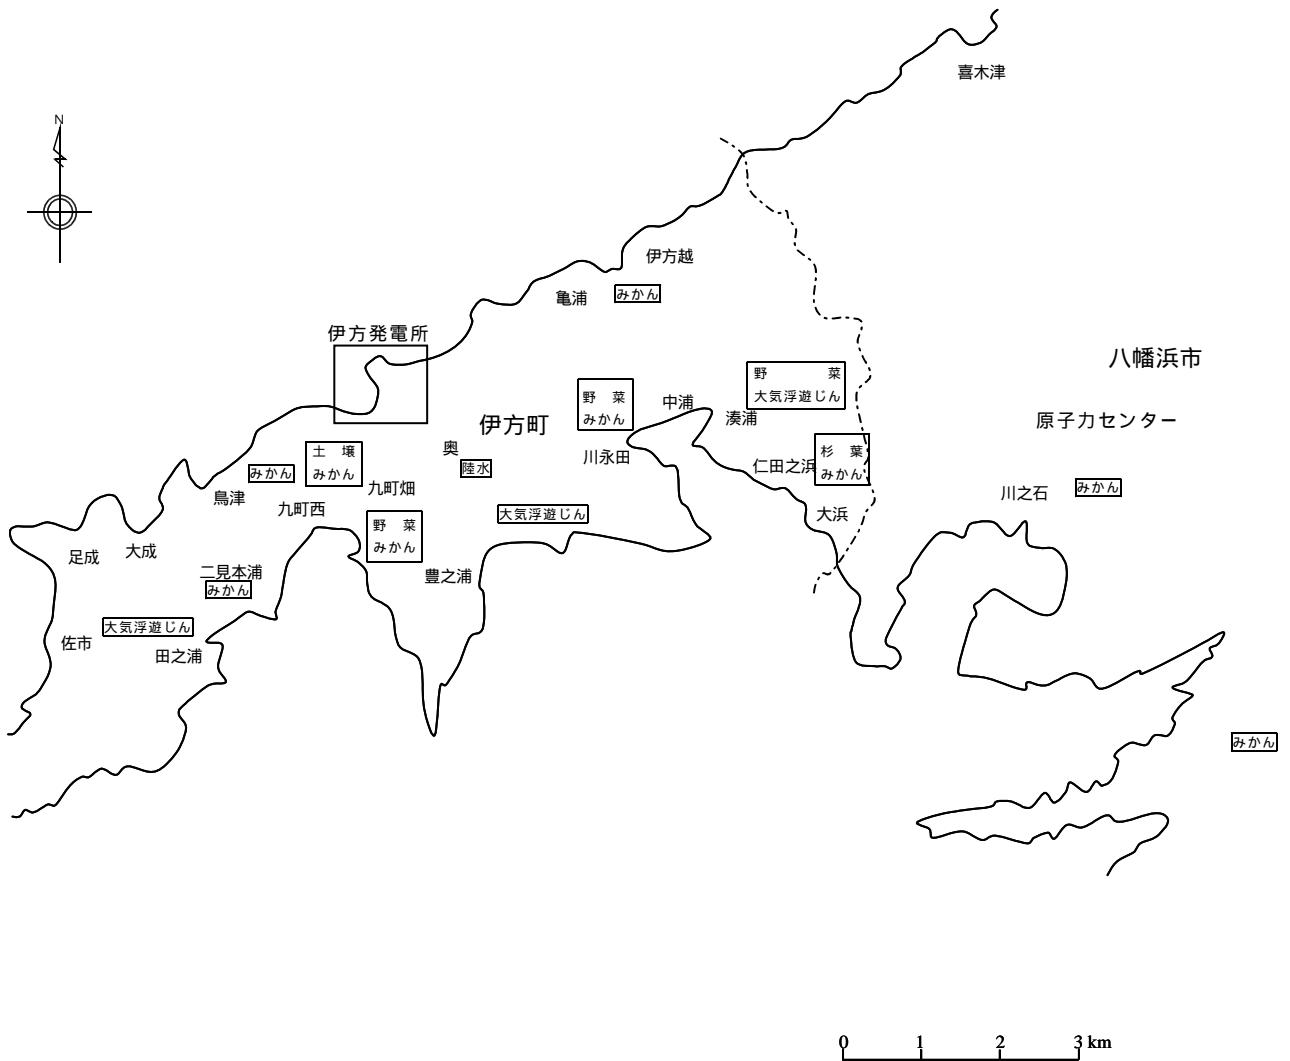 喜木津
N
伊方越
亀浦
みかん
伊方発電所
八幡浜市
野 菜
大気浮遊じん
野 菜
みかん
中浦
湊浦
原子力センター
伊方町
奥
陸水
川永田
土 壌
みかん
杉 葉
みかん
仁田之浜
みかん
鳥津
九町畑
九町西
川之石
みかん
大気浮遊じん
大浜
野 菜
みかん
足成
大成
二見本浦
みかん
豊之浦
大気浮遊じん
佐市
田之浦
みかん
0 1 2 3 km